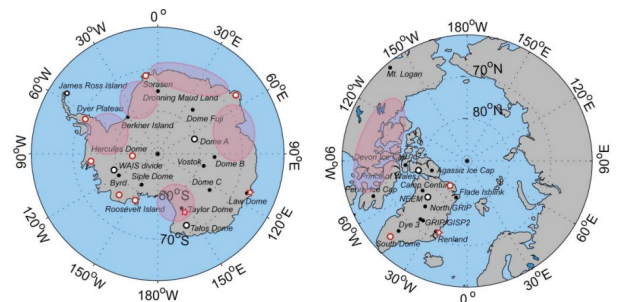 0°
30°W
30°E
60°W
60°E
90°W
90°E
120°W
120°E
150°W
150°E
180°W
James Ross Island
Sorasen
Dronning Maud Land
Dyer Plateau
Dome Fuji
Berkner Island
Dome A
Hercules Dome
WAIS divide
Vostok
Dome B
Byrd
Siple Dome
Dome C
Law Dome
80°S
Roosevelt Island
Taylor Dome
Talos Dome
70°S
180°W
150°W
150°E
Mt. Logan
70°N
120°W
120°E
80°N
90°W
90°E
Devon Ice Cap
Agassiz Ice Cap
Prince of Wales
Camp Century
Penny Ice Cap
Flade Isblink
NEEM
North GRIP
GRIP/GISP2
Dye 3
Renland
South Dome
60°W
60°E
30°W
30°E
0°